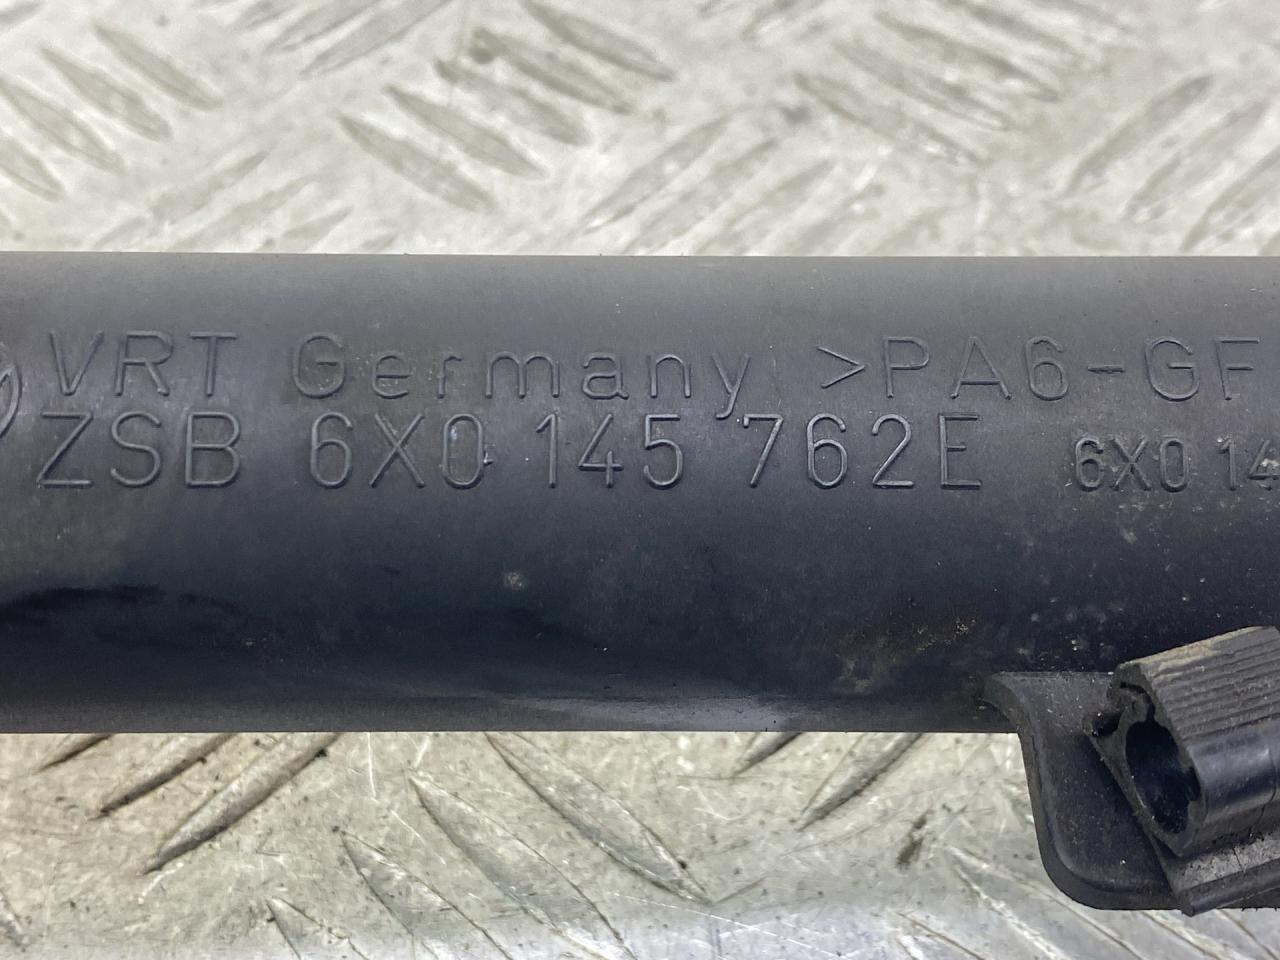 VRT Germany >PA6-GF
ZSB 6X0 145 762E 6X0 14